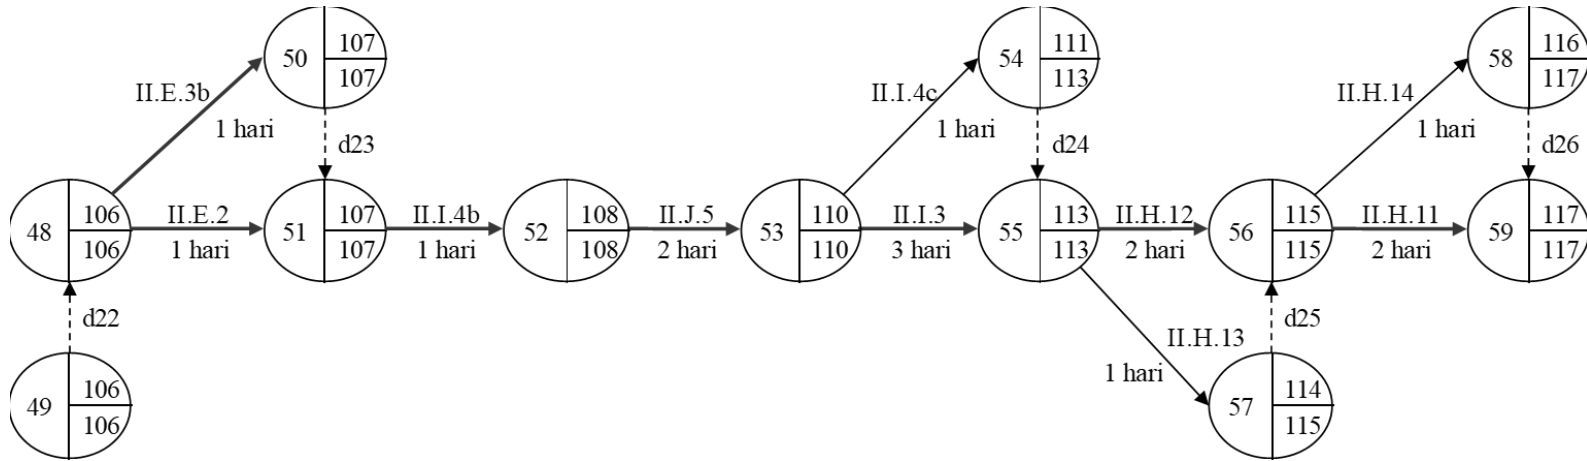 50 107
107
II.E.3b
1 hari
d23
54 111
113
II.I.4c
1 hari
d24
58 116
117
II.H.14
1 hari
d26
48 106
106
II.E.2
1 hari
51 107
107
II.I.4b
1 hari
52 108
108
II.J.5
2 hari
53 110
110
II.I.3
3 hari
55 113
113
II.H.12
2 hari
56 115
115
II.H.11
2 hari
59 117
117
d22
49 106
106
II.H.13
1 hari
d25
57 114
115